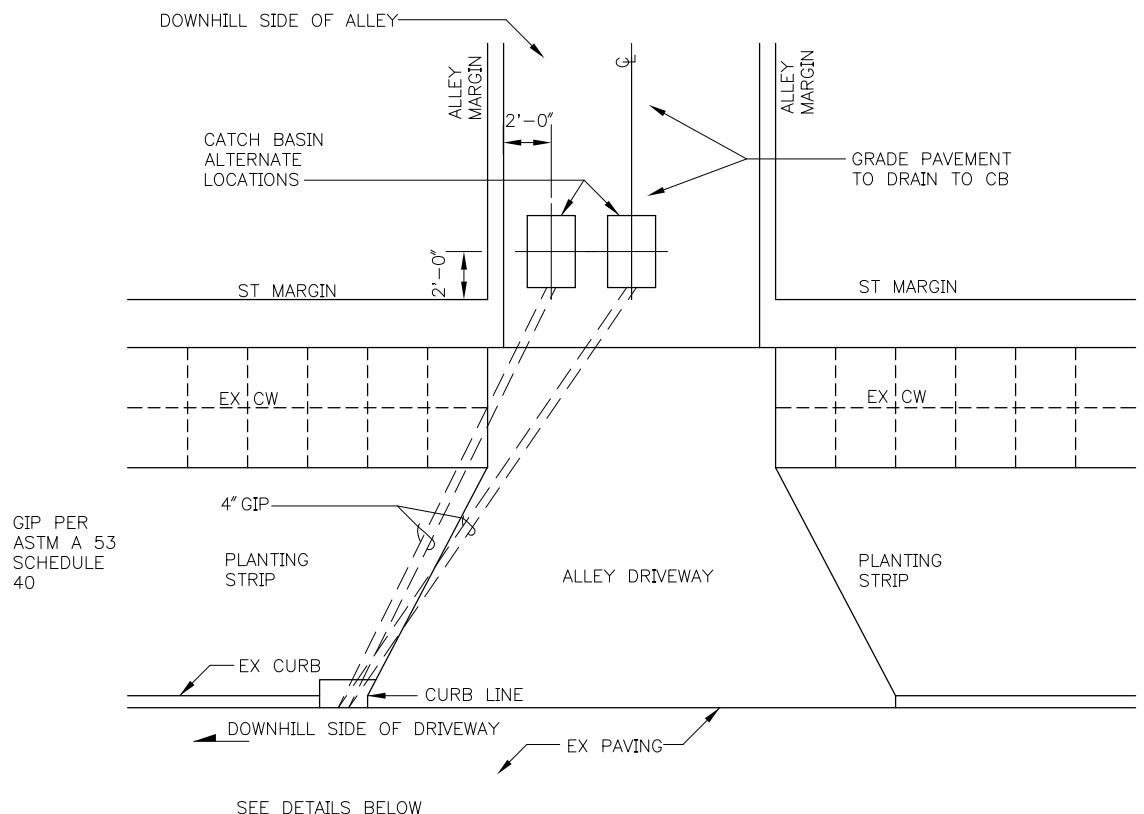 DOWNHILL SIDE OF ALLEY
ALLEY
MARGIN
℄
ALLEY
MARGIN
2'-0"
CATCH BASIN
ALTERNATE
LOCATIONS
GRADE PAVEMENT
TO DRAIN TO CB
2'-0"
ST MARGIN
ST MARGIN
EX CW
EX CW
4" GIP
GIP PER
ASTM A 53
SCHEDULE
40
PLANTING
STRIP
ALLEY DRIVEWAY
PLANTING
STRIP
EX CURB
CURB LINE
DOWNHILL SIDE OF DRIVEWAY
EX PAVING
SEE DETAILS BELOW